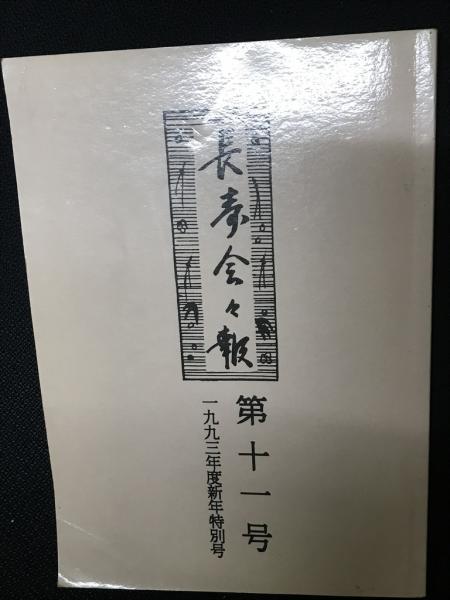 長寿会々報
第十一号
一九九三年度新年特別号